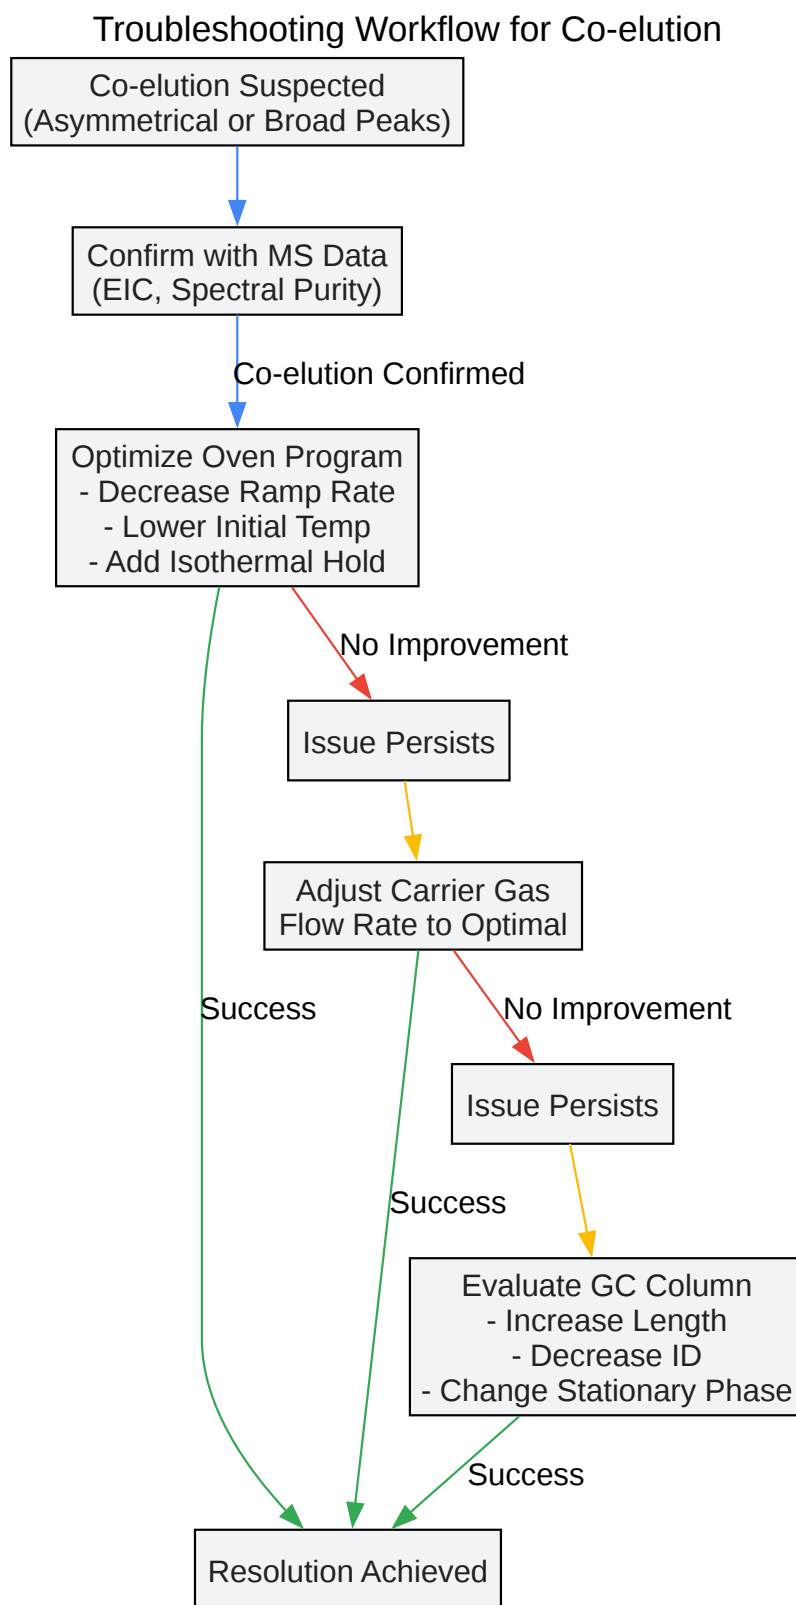 Troubleshooting Workflow for Co-elution
Co-elution Suspected
(Asymmetrical or Broad Peaks)
Confirm with MS Data
(EIC, Spectral Purity)
Co-elution Confirmed
Optimize Oven Program
- Decrease Ramp Rate
- Lower Initial Temp
- Add Isothermal Hold
No Improvement
Issue Persists
Adjust Carrier Gas
Flow Rate to Optimal
Success
No Improvement
Issue Persists
Success
Evaluate GC Column
- Increase Length
- Decrease ID
- Change Stationary Phase
Success
Resolution Achieved